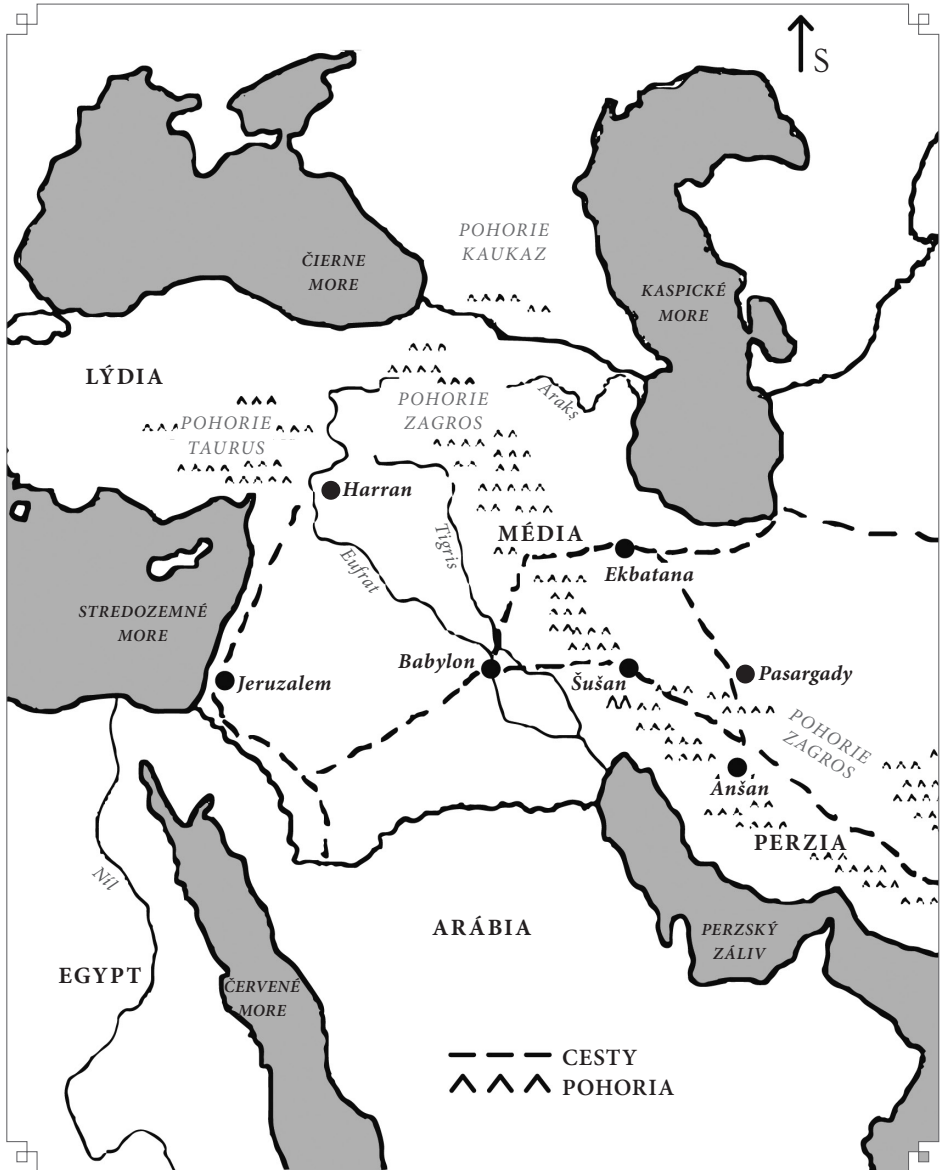 S
POHORIE
KAUKAZ
ČIERNE
MORE
KASPICKÉ
MORE
LÝDIA
POHORIE
TAURUS
POHORIE
ZAGROS
Araks
Harran
MÉDIA
Tigris
Eufrat
Ekbatana
STREDOZEMNÉ
MORE
Babylon
Šušan
Pasargady
Jeruzalem
POHORIE
ZAGROS
Anšan
PERZIA
Níl
ARÁBIA
PERZSKÝ
ZÁLIV
EGYPT
ČERVENÉ
MORE
CESTY
POHORIA